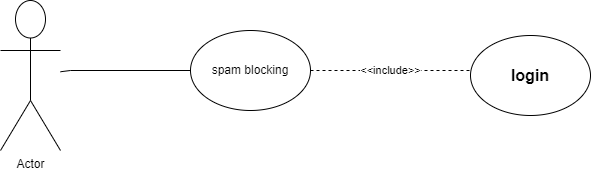 spam blocking
<<include>>
login
Actor